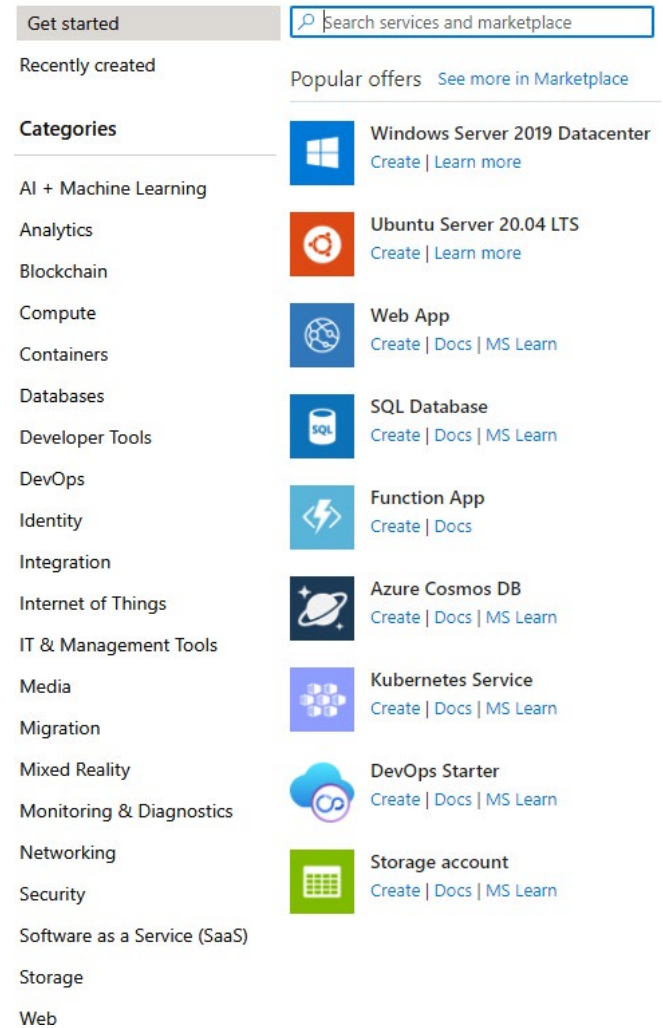 Get started
Recently created
Categories
AI + Machine Learning
Analytics
Blockchain
Compute
Containers
Databases
Developer Tools
DevOps
Identity
Integration
Internet of Things
IT & Management Tools
Media
Migration
Mixed Reality
Monitoring & Diagnostics
Networking
Security
Software as a Service (SaaS)
Storage
Web
Search services and marketplace
Popular offers See more in Marketplace
Windows Server 2019 Datacenter
Create | Learn more
Ubuntu Server 20.04 LTS
Create | Learn more
Web App
Create | Docs | MS Learn
SQL
SQL Database
Create | Docs | MS Learn
Function App
Create | Docs
Azure Cosmos DB
Create | Docs | MS Learn
Kubernetes Service
Create | Docs | MS Learn
DevOps Starter
Create | Docs | MS Learn
Storage account
Create | Docs | MS Learn